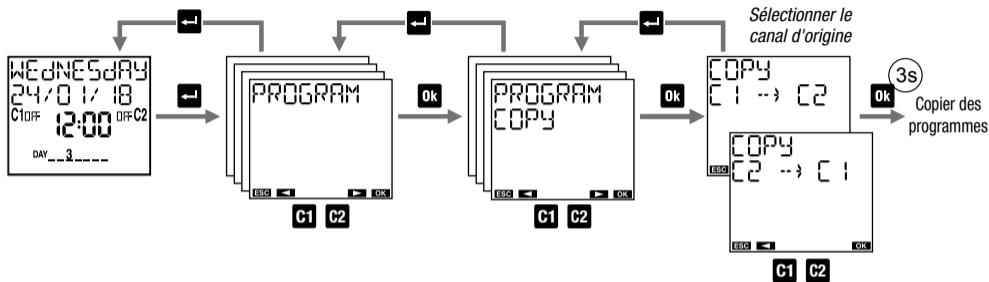 Sélectionner le
canal d'origine
WEdNESdAY
24/01/18
C1 OFF 12:00 OFF C2
DAY _ _ 3 _ _ _ _
PROGRAM
ESC ◄ ► OK
C1 C2
Ok
PROGRAM
COPY
ESC ◄ ► OK
C1 C2
Ok
COPY
C1 --> C2
ESC
COPY
C2 --> C1
ESC ◄ OK
C1 C2
Ok 3s
Copier des
programmes